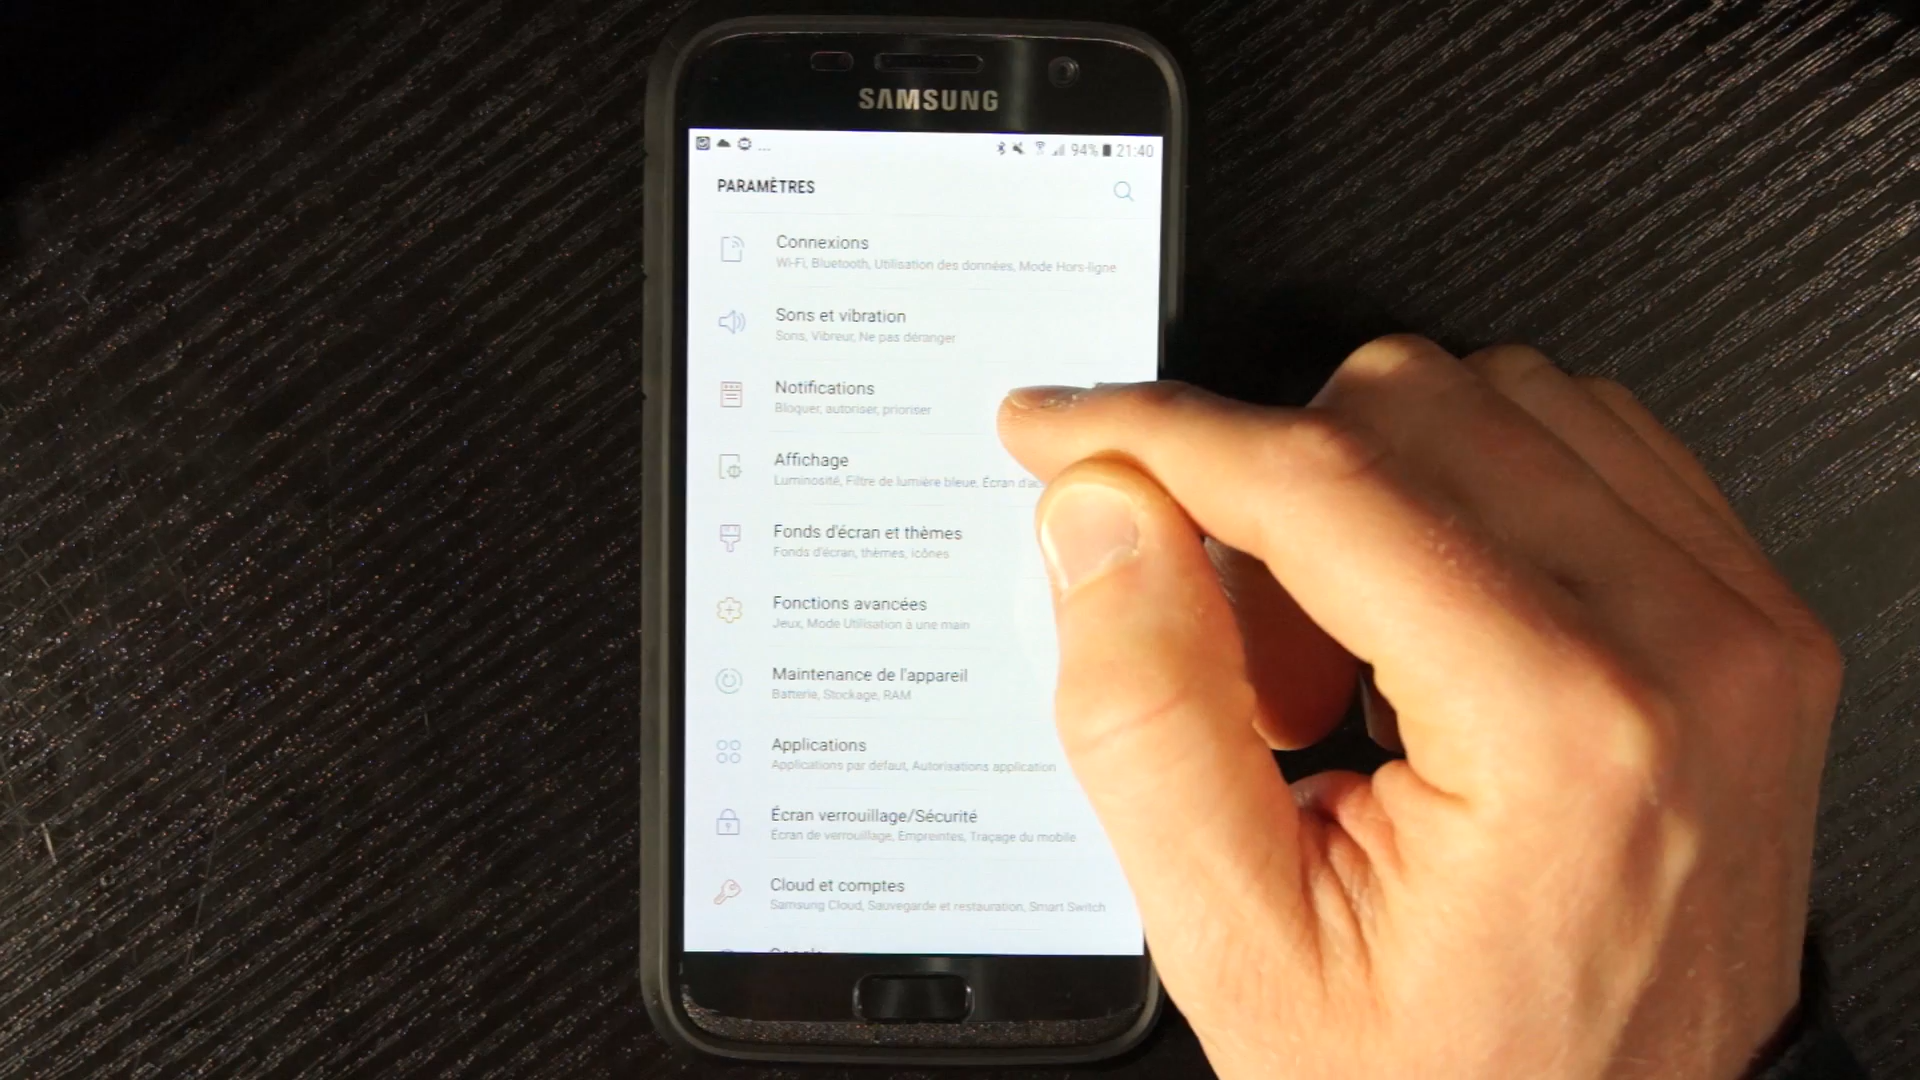 SAMSUNG
... 94% 21:40
PARAMÈTRES
Connexions
Wi-Fi, Bluetooth, Utilisation des données, Mode Hors-ligne
Sons et vibration
Sons, Vibreur, Ne pas déranger
Notifications
Bloquer, autoriser, prioriser
Affichage
Luminosité, Filtre de lumière bleue, Écran
Fonds d'écran et thèmes
Fonds d'écran, thèmes, icônes
Fonctions avancées
Jeux, Mode Utilisation à une main
Maintenance de l'appareil
Batterie, Stockage, RAM
Applications
Applications par défaut, Autorisations application
Écran verrouillage/Sécurité
Écran de verrouillage, Empreintes, Traçage du mobile
Cloud et comptes
Samsung Cloud, Sauvegarde et restauration, Smart Switch